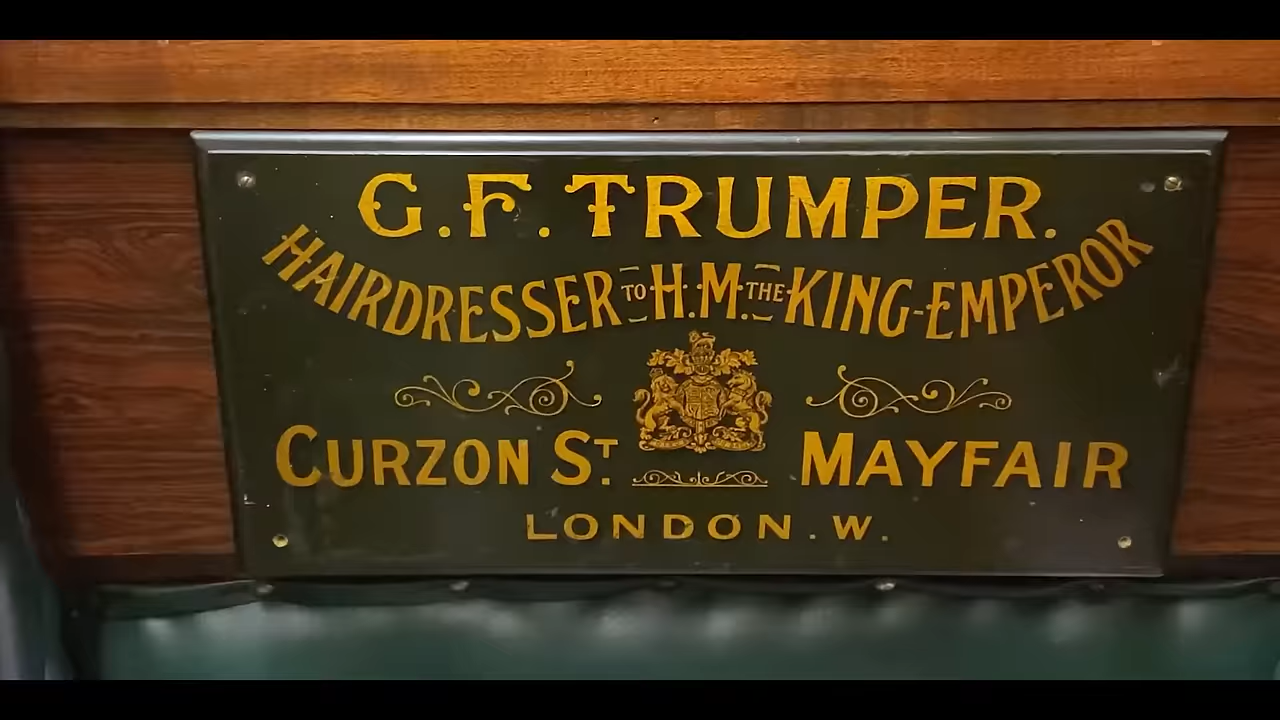 G.F. TRUMPER.
HAIRDRESSER TO H.M. THE KING-EMPEROR
CURZON ST. MAYFAIR
LONDON.W.